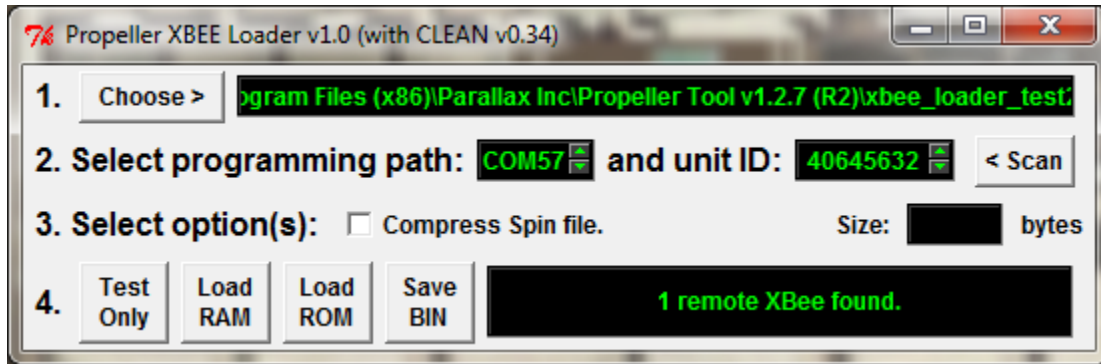 Propeller XBEE Loader v1.0 (with CLEAN v0.34)
1. Choose > ogram Files (x86)\Parallax Inc\Propeller Tool v1.2.7 (R2)\xbee_loader_test2
2. Select programming path: COM57 and unit ID: 40645632 < Scan
3. Select option(s): Compress Spin file. Size: bytes
4. Test Only Load RAM Load ROM Save BIN 1 remote XBee found.